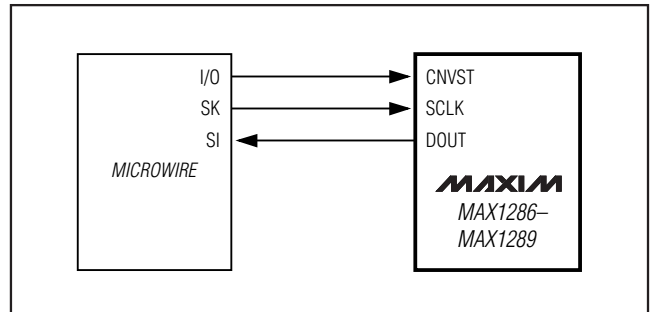 I/O
SK
SI
MICROWIRE
CNVST
SCLK
DOUT
MAXIM
MAX1286–
MAX1289